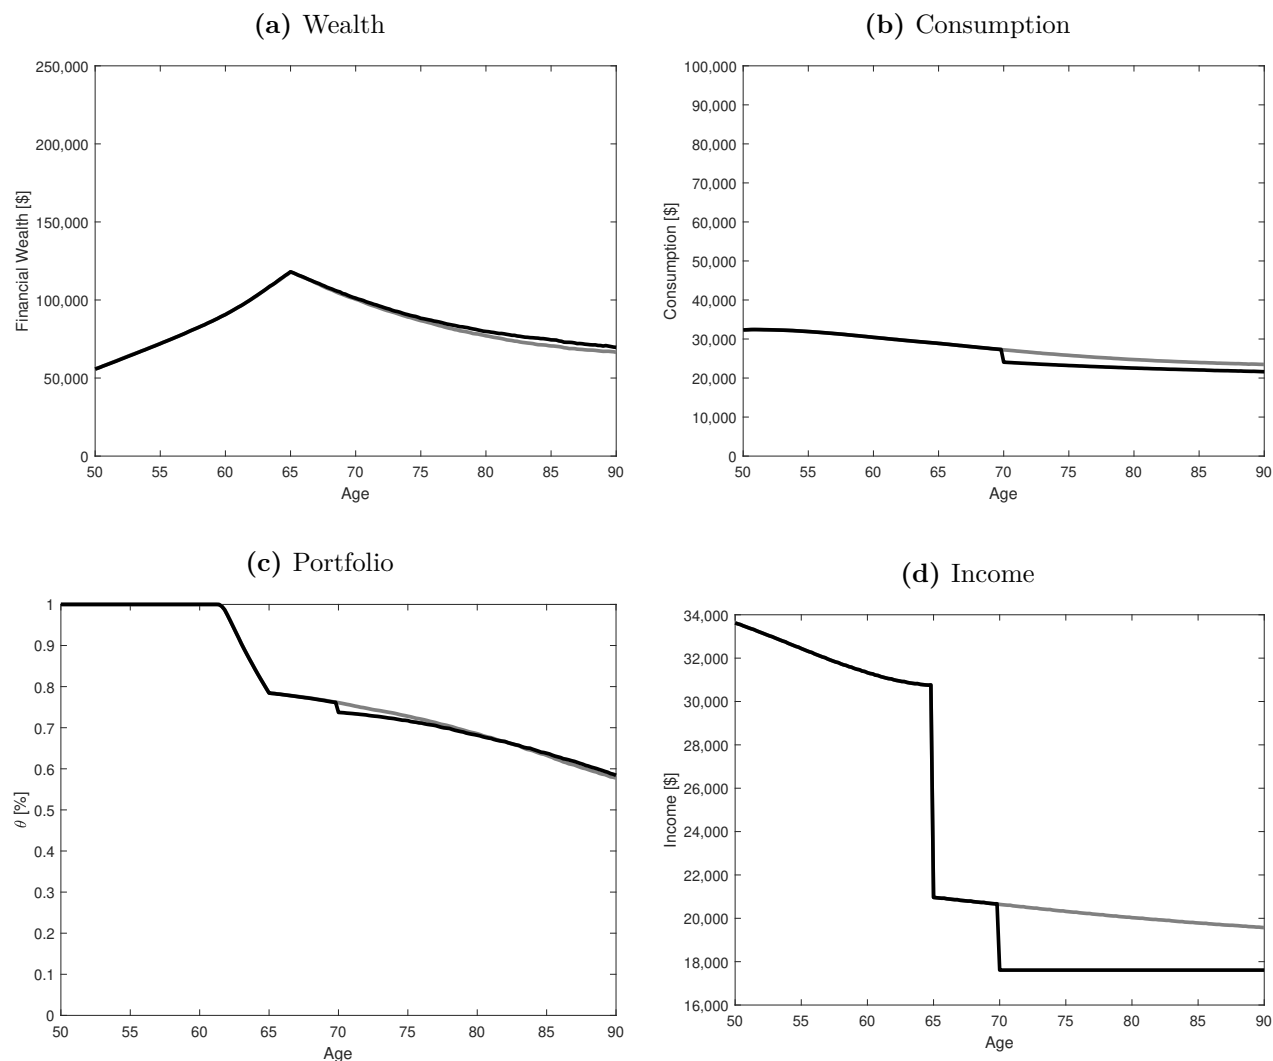 (a) Wealth
250,000
200,000
150,000
100,000
50,000
0
50 55 60 65 70 75 80 85 90
Financial Wealth [$]
Age
(b) Consumption
100,000
90,000
80,000
70,000
60,000
50,000
40,000
30,000
20,000
10,000
0
50 55 60 65 70 75 80 85 90
Consumption [$]
Age
(c) Portfolio
1
0.9
0.8
0.7
0.6
0.5
0.4
0.3
0.2
0.1
0
50 55 60 65 70 75 80 85 90
θ [%]
Age
(d) Income
34,000
32,000
30,000
28,000
26,000
24,000
22,000
20,000
18,000
16,000
50 55 60 65 70 75 80 85 90
Income [$]
Age